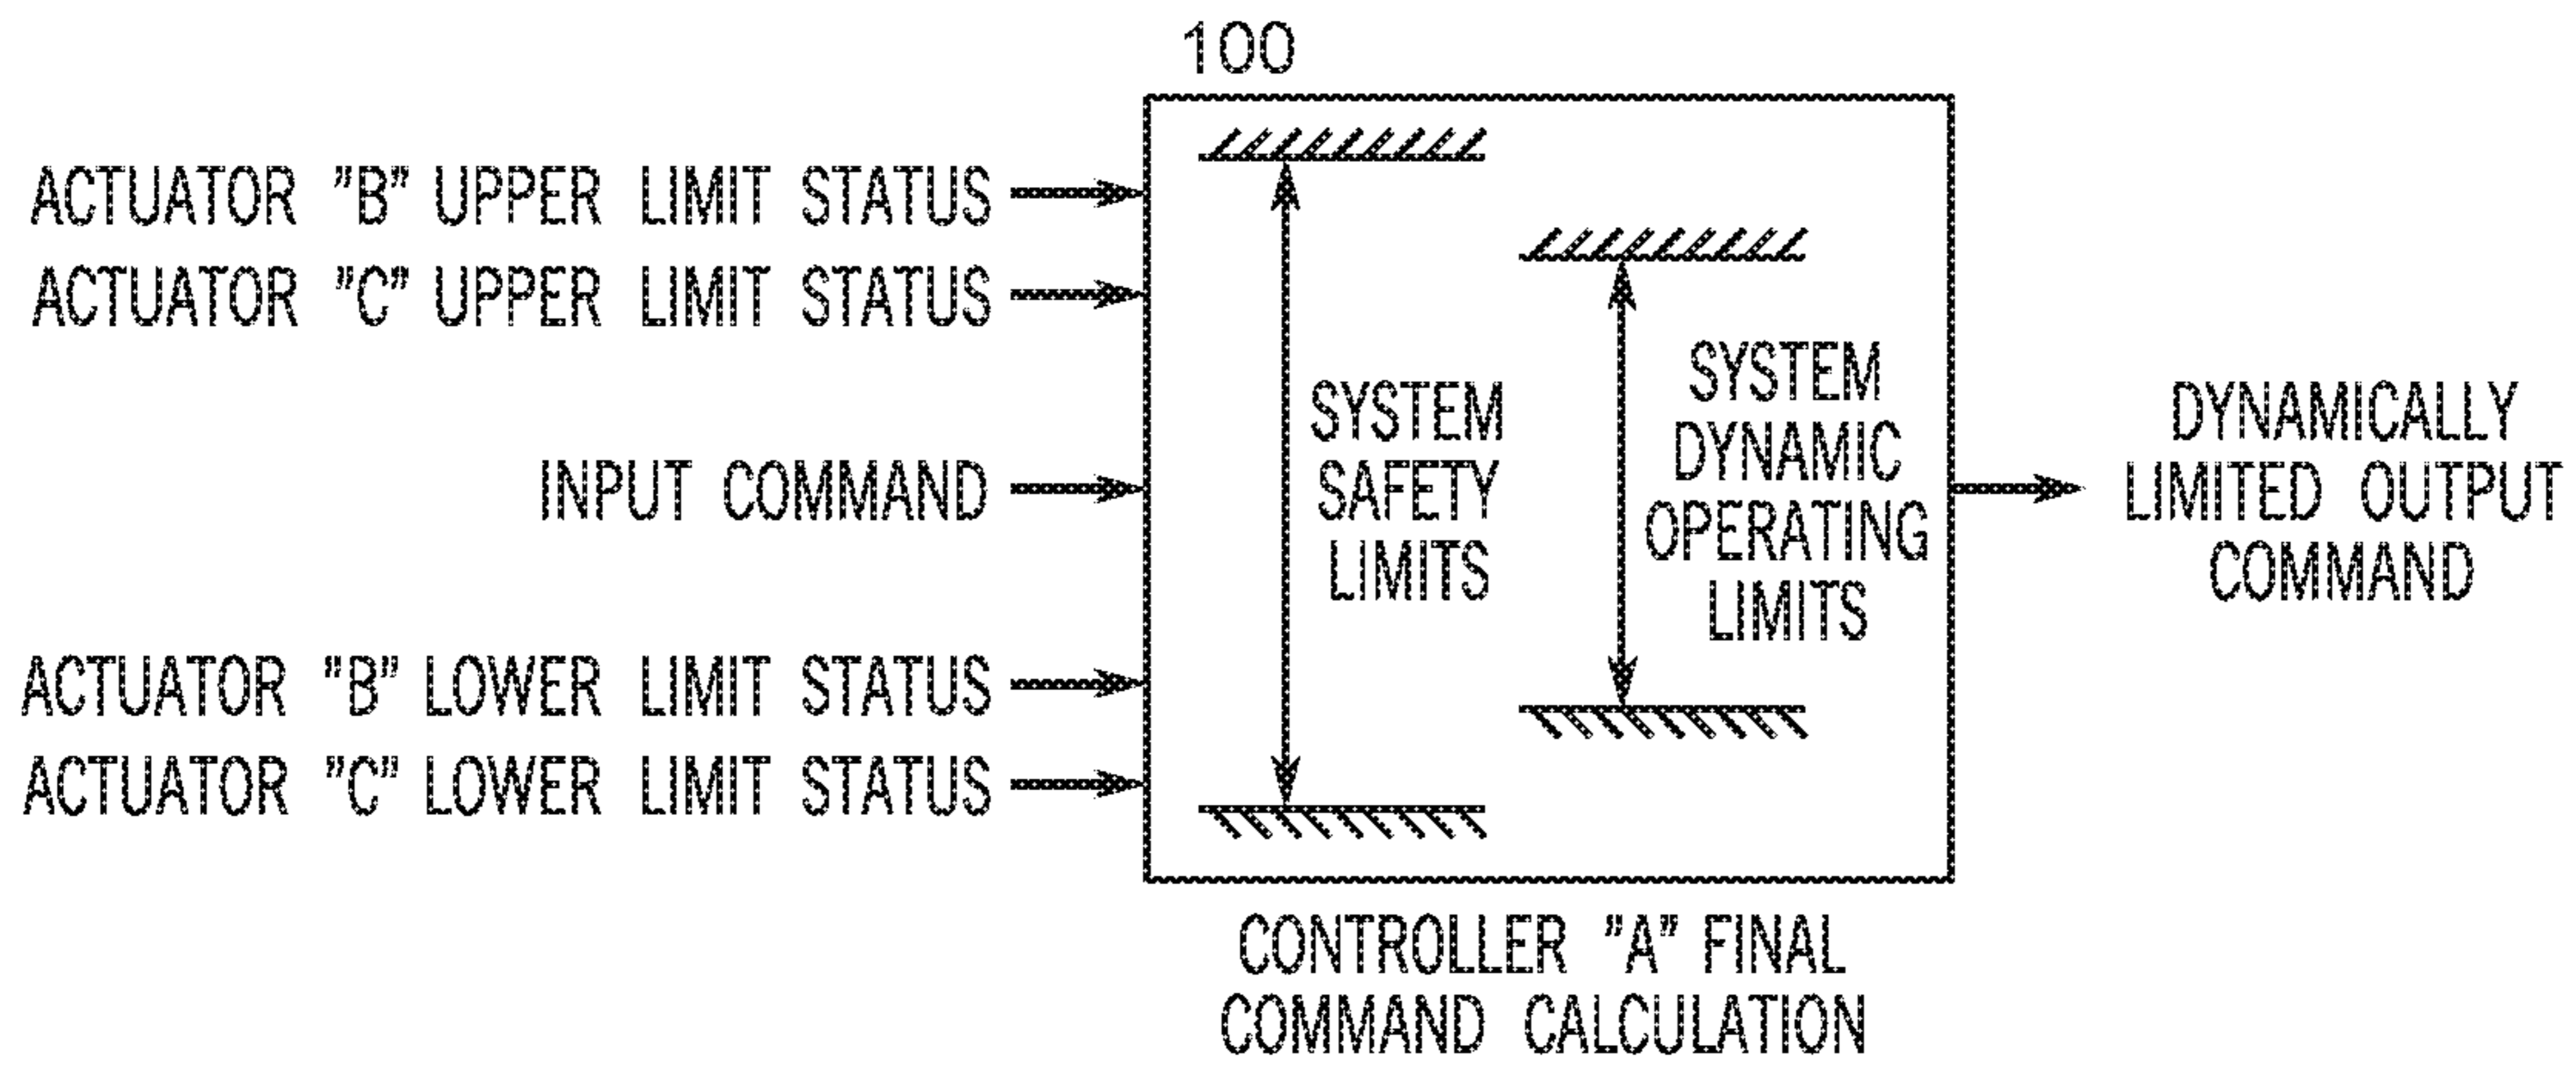 100
ACTUATOR "B" UPPER LIMIT STATUS
ACTUATOR "C" UPPER LIMIT STATUS
INPUT COMMAND
ACTUATOR "B" LOWER LIMIT STATUS
ACTUATOR "C" LOWER LIMIT STATUS
SYSTEM
SAFETY
LIMITS
SYSTEM
DYNAMIC
OPERATING
LIMITS
DYNAMICALLY
LIMITED OUTPUT
COMMAND
CONTROLLER "A" FINAL
COMMAND CALCULATION